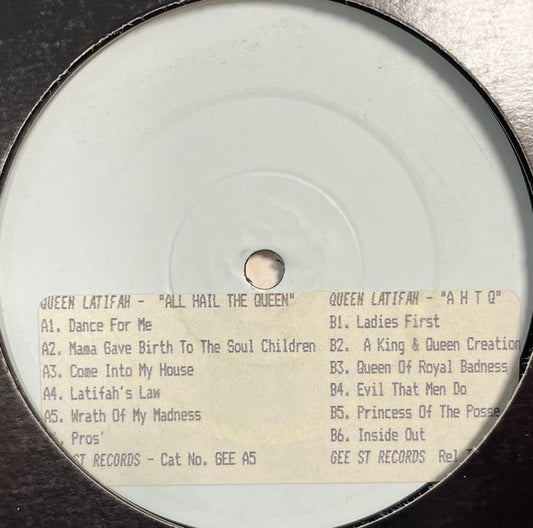 QUEEN LATIFAH - "ALL HAIL THE QUEEN"
A1. Dance For Me
A2. Mama Gave Birth To The Soul Children
A3. Come Into My House
A4. Latifah's Law
A5. Wrath Of My Madness
. Pros'
ST RECORDS - Cat No. GEE A5
QUEEN LATIFAH - "A H T Q"
B1. Ladies First
B2. A King & Queen Creation
B3. Queen Of Royal Badness
B4. Evil That Men Do
B5. Princess Of The Posse
B6. Inside Out
GEE ST RECORDS Rel